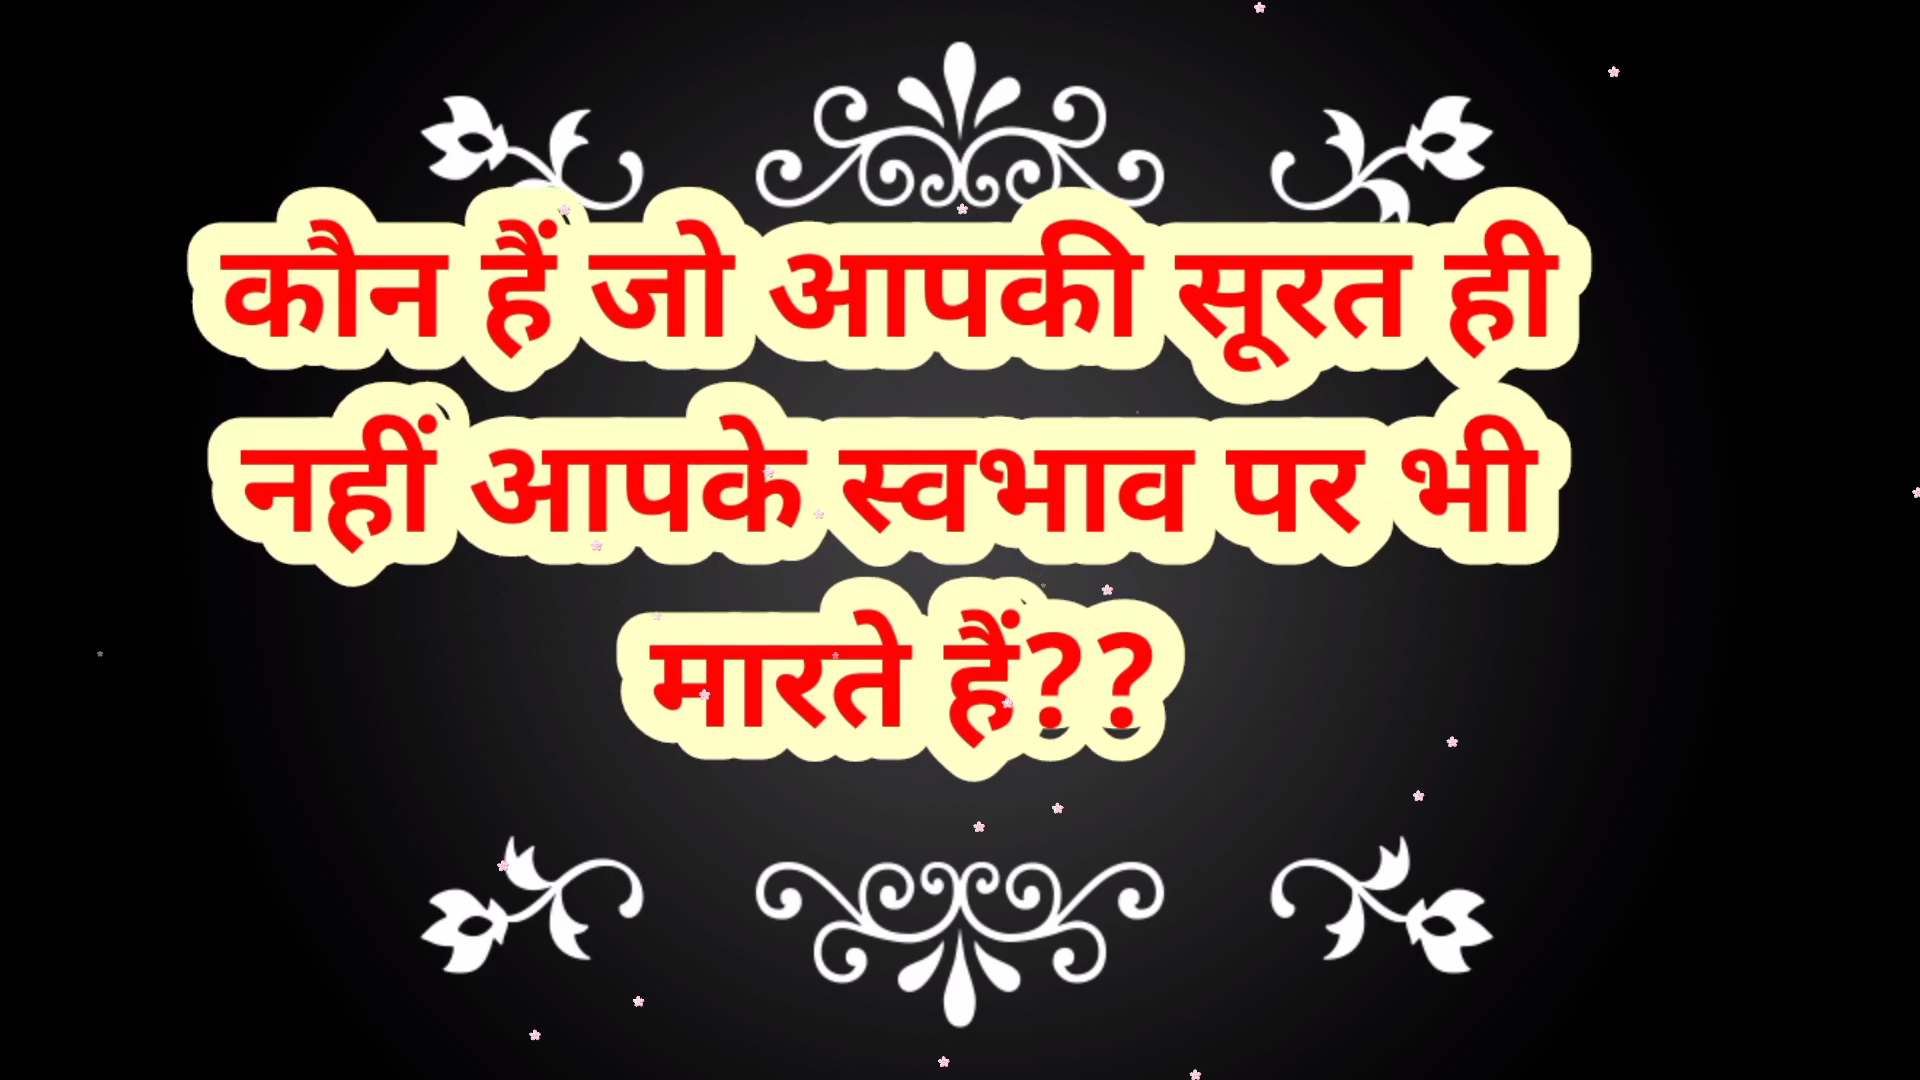 कौन हैं जो आपकी सूरत ही
नहीं आपके स्वभाव पर भी
मारते हैं??